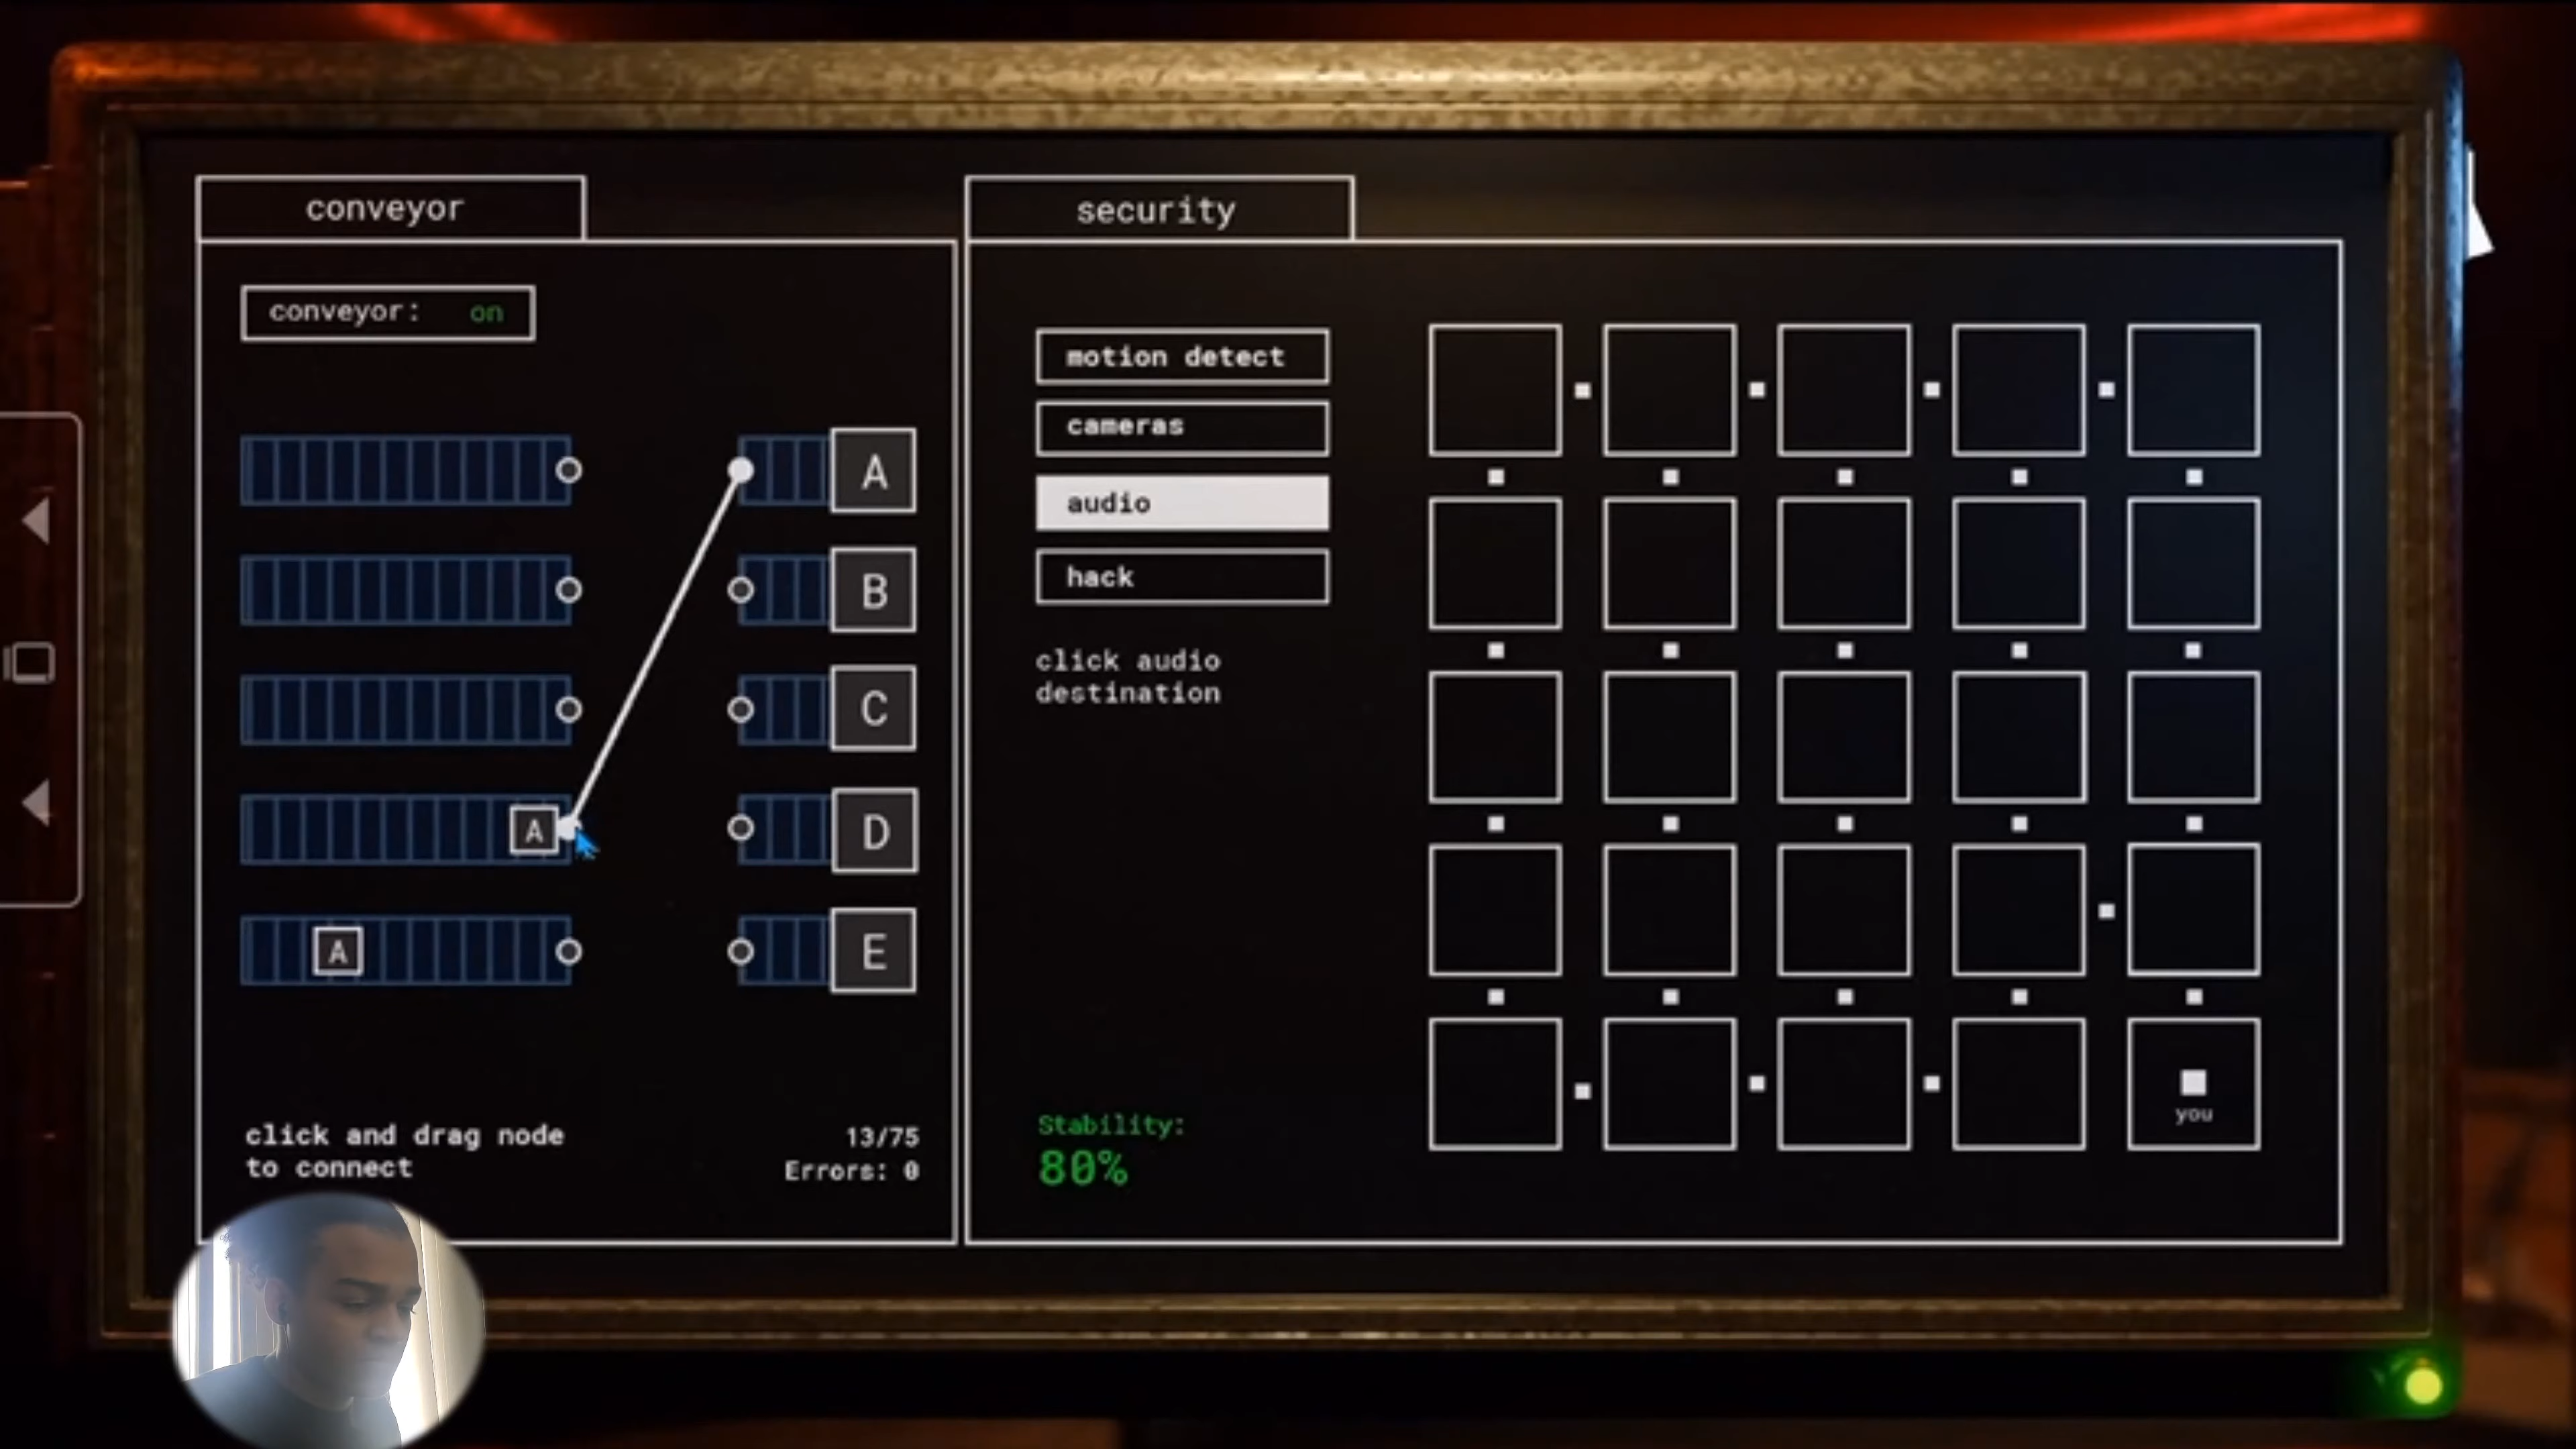 conveyor
conveyor: on
A
B
C
A
D
A
E
click and drag node
to connect
13/75
Errors: 0
security
motion detect
cameras
audio
hack
click audio
destination
Stability:
80%
you